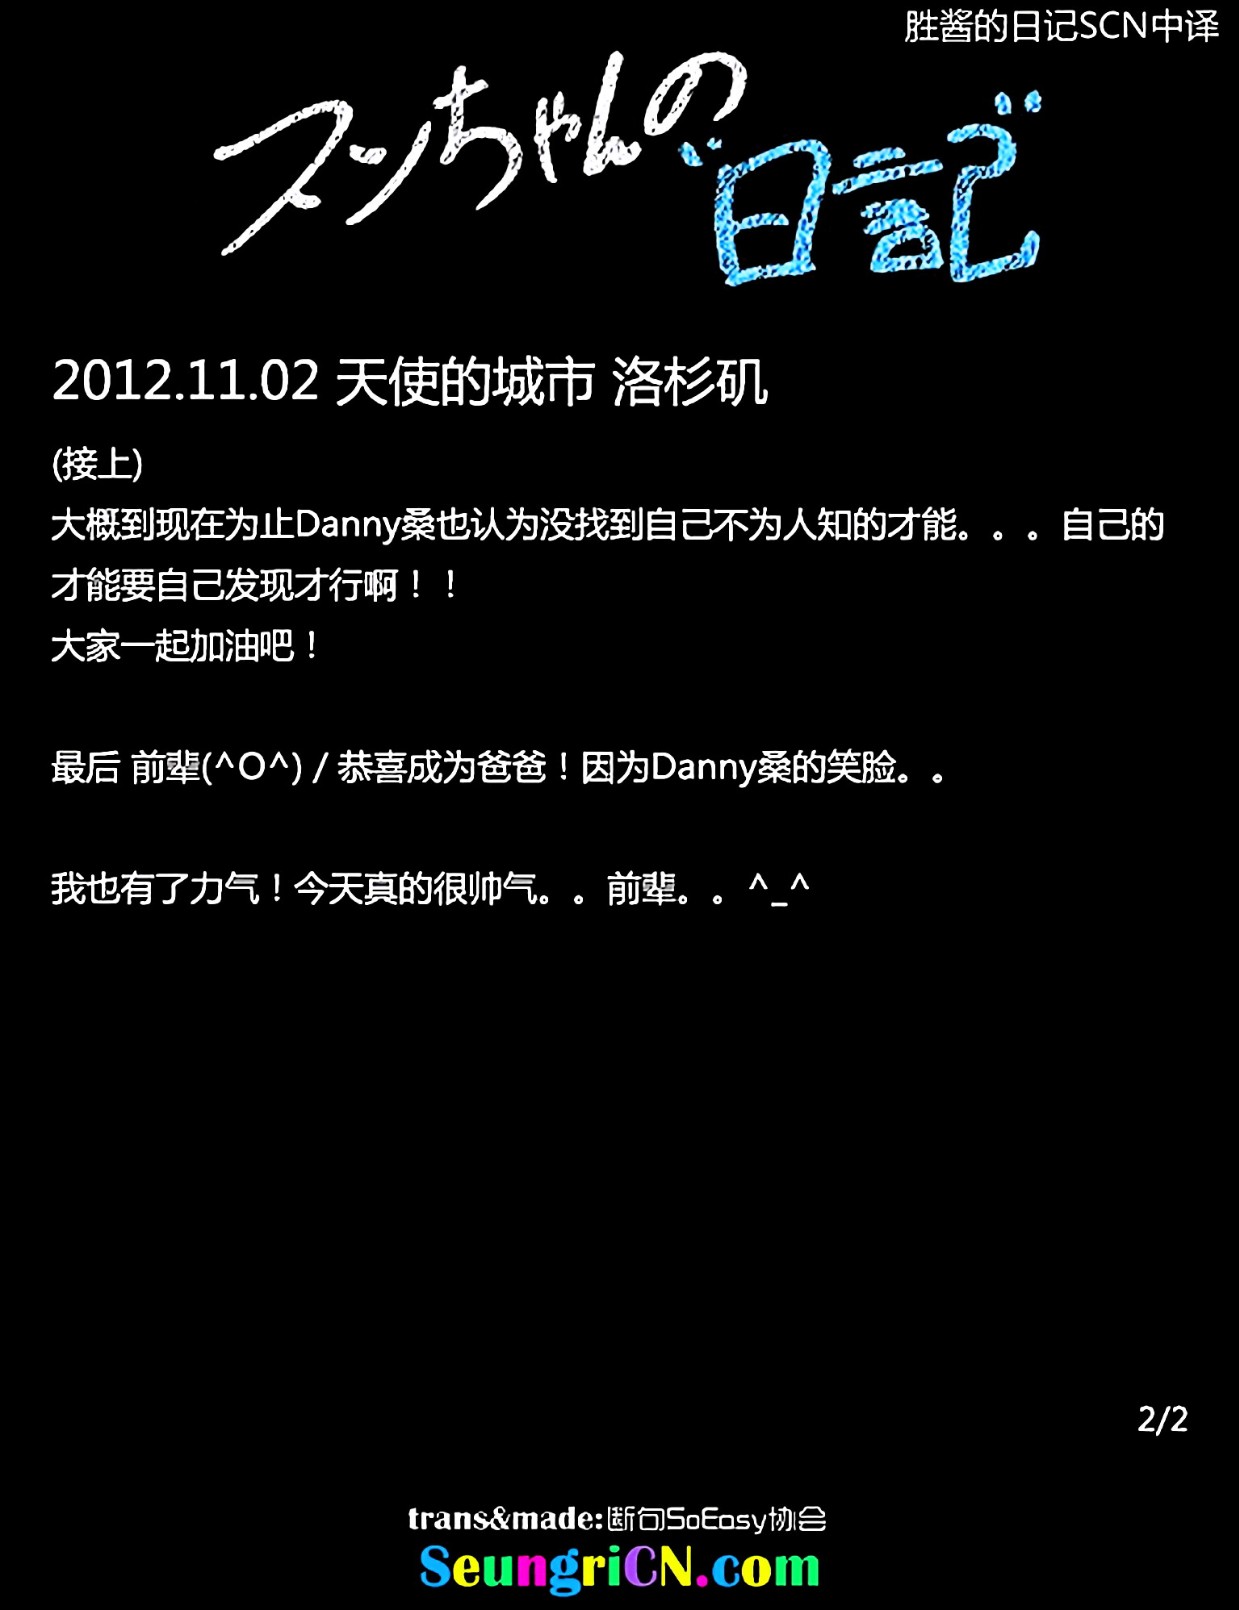 胜酱的日记SCN中译
スンちゃんの
日記
2012.11.02 天使的城市 洛杉矶
(接上)
大概到现在为止Danny桑也认为没找到自己不为人知的才能。。。自己的
才能要自己发现才行啊！！
大家一起加油吧！
最后 前辈(^O^) / 恭喜成为爸爸！因为Danny桑的笑脸。。
我也有了力气！今天真的很帅气。。前辈。。^_^
2/2
trans&made:断句SoEasy协会
SeungriCN.com